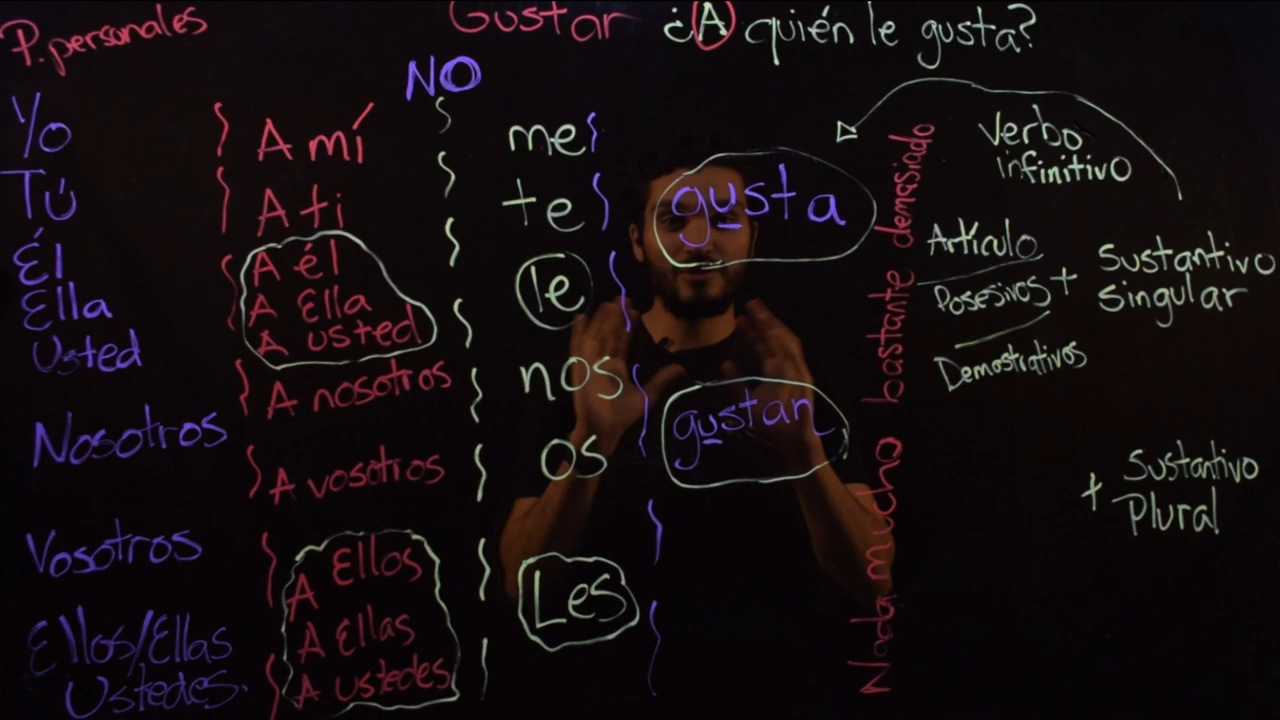 P. personales
Gustar
¿A quién le gusta?
NO
Yo
Tú
Él
Ella
Usted
Nosotros
Vosotros
Ellos/Ellas
Ustedes.
A mí
A ti
A él
A Ella
A usted
A nosotros
A vosotros
A Ellos
A Ellas
A ustedes
me
te
le
nos
os
Les
gusta
gustan
Nada mucho bastante demasiado
Verbo
infinitivo
Artículo
Posesivos +
Demostrativos
Sustantivo
singular
+ Sustantivo
Plural